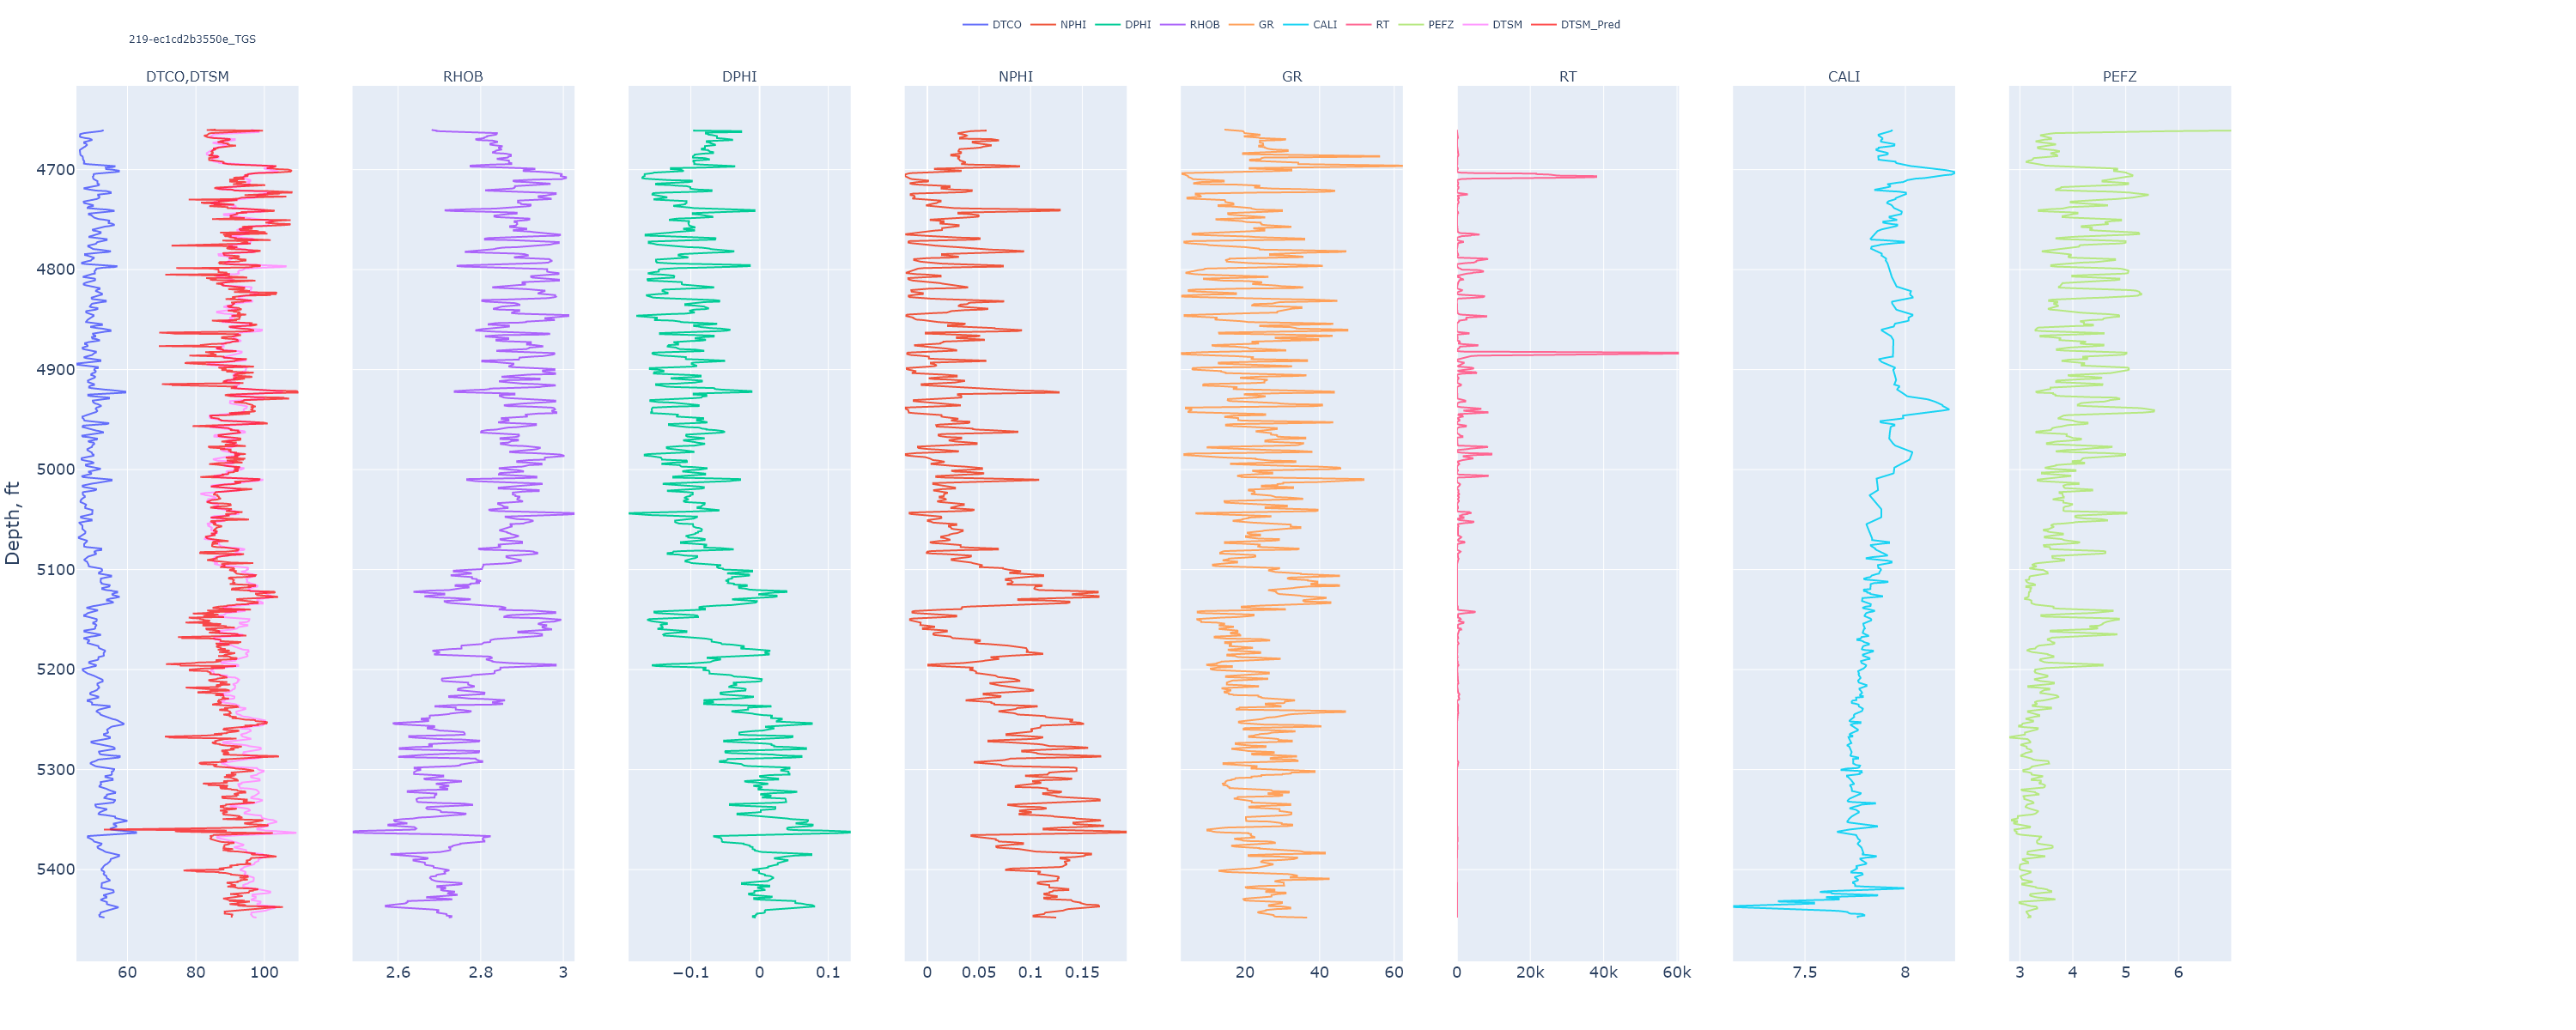 DTCO NPHI DPHI RHOB GR CALI RT PEFZ DTSM DTSM_Pred
219-ec1cd2b3550e_TGS
DTCO,DTSM RHOB DPHI NPHI GR RT CALI PEFZ
4700
4800
4900
5000
5100
5200
5300
5400
Depth, ft
60 80 100 2.6 2.8 3 −0.1 0 0.1 0 0.05 0.1 0.15 20 40 60 0 20k 40k 60k 7.5 8 3 4 5 6